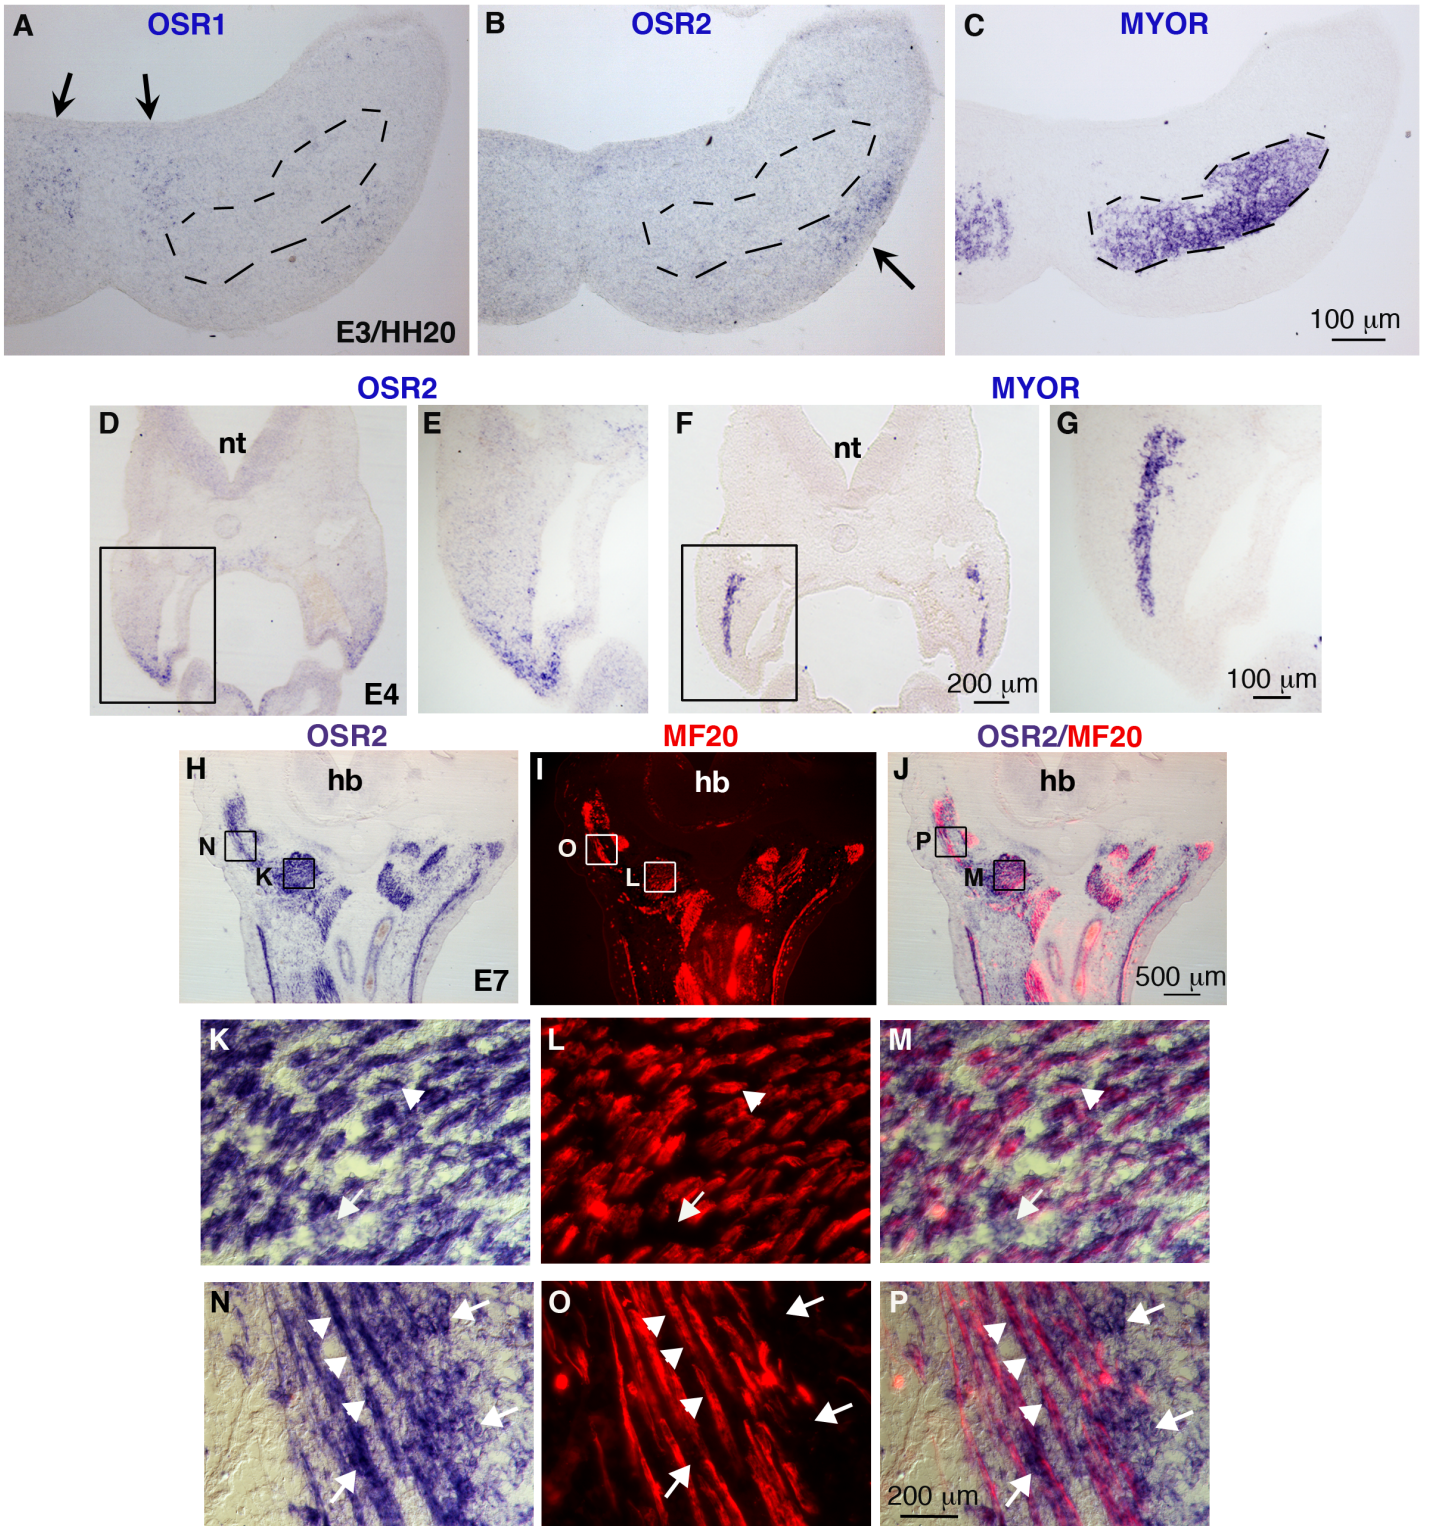 A OSR1
B OSR2
C MYOR
E3/HH20
100 µm
OSR2 MYOR
D nt
E
F nt
G
E4
200 µm
100 µm
OSR2 MF20 OSR2/MF20
H hb
I hb
J hb
N
K
O
L
P
M
E7
500 µm
K
L
M
N
O
P
200 µm